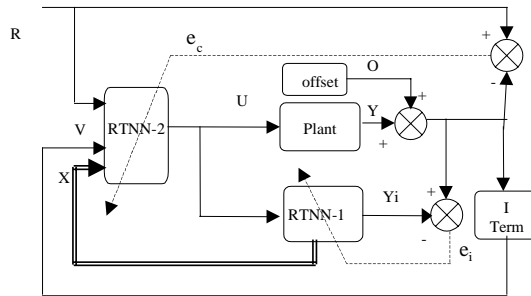 R
e_c
+
-
offset
O
+
U
Y
V
RTNN-2
Plant
+
X
RTNN-1
Yi
+
-
e_i
I
Term